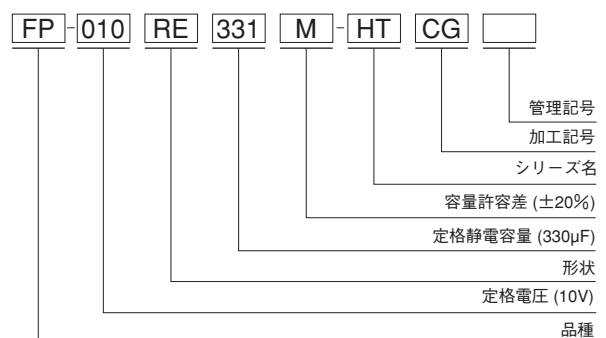 FP-010 RE 331 M-HT CG
管理記号
加工記号
シリーズ名
容量許容差 (±20%)
定格静電容量 (330µF)
形状
定格電圧 (10V)
品種